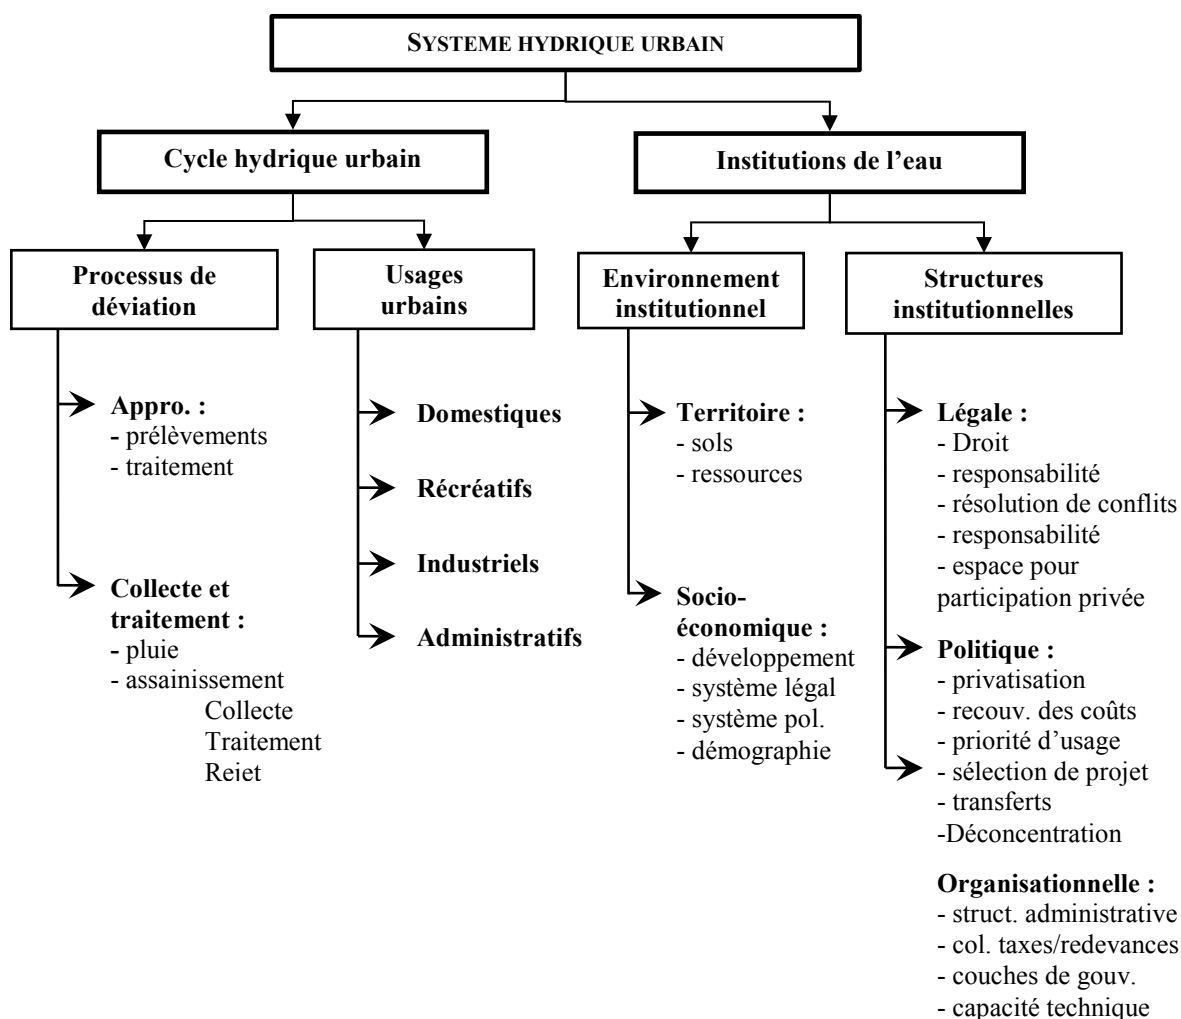 SYSTEME HYDRIQUE URBAIN
Cycle hydrique urbain
Institutions de l’eau
Processus de
déviation
Usages
urbains
Environnement
institutionnel
Structures
institutionnelles
Appro. :
- prélèvements
- traitement
Collecte et
traitement :
- pluie
- assainissement
Collecte
Traitement
Rejet
Domestiques
Récréatifs
Industriels
Administratifs
Territoire :
- sols
- ressources
Socio-
économique :
- développement
- système légal
- système pol.
- démographie
Légale :
- Droit
- responsabilité
- résolution de conflits
- responsabilité
- espace pour
participation privée
Politique :
- privatisation
- recouv. des coûts
- priorité d’usage
- sélection de projet
- transferts
-Déconcentration
Organisationnelle :
- struct. administrative
- col. taxes/redevances
- couches de gouv.
- capacité technique